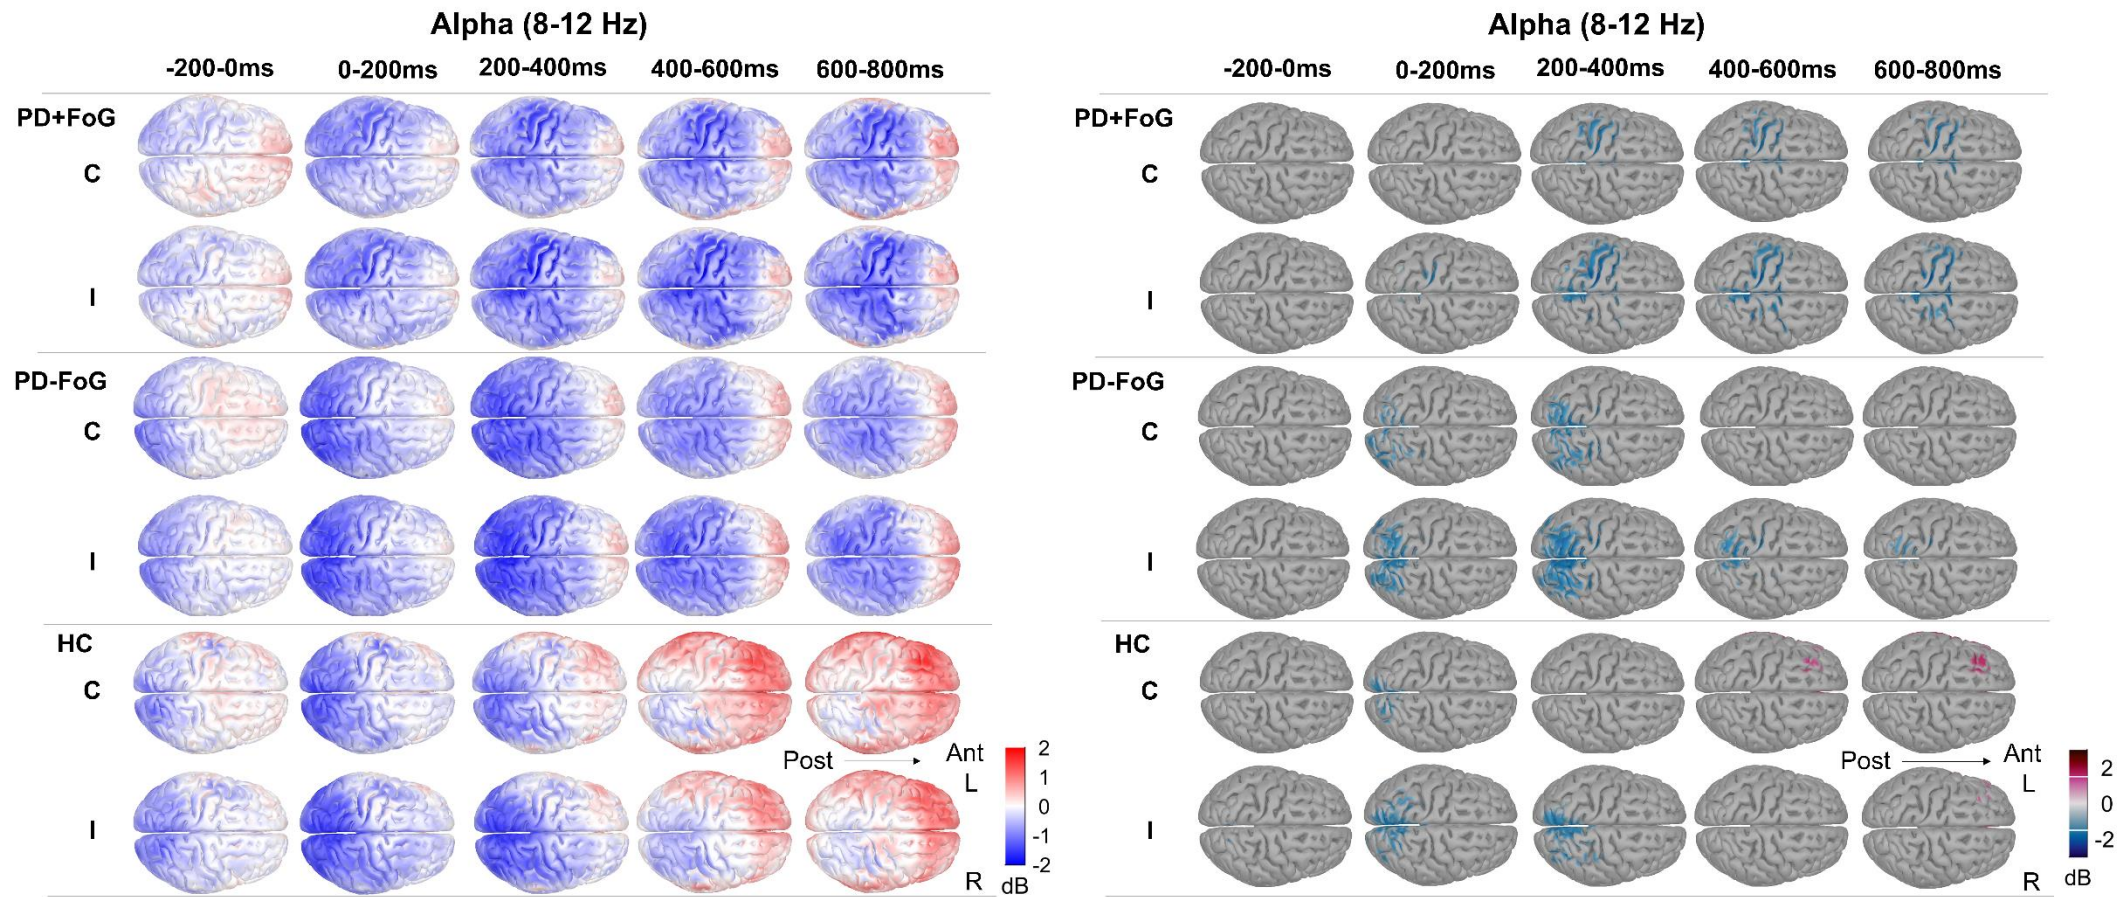 Alpha (8-12 Hz)
-200-0ms 0-200ms 200-400ms 400-600ms 600-800ms
PD+FoG
C
I
PD-FoG
C
I
HC
C
Post Ant
L
I
R
2
1
0
-1
-2
dB
Alpha (8-12 Hz)
-200-0ms 0-200ms 200-400ms 400-600ms 600-800ms
PD+FoG
C
I
PD-FoG
C
I
HC
C
Post Ant
L
I
R
2
0
-2
dB